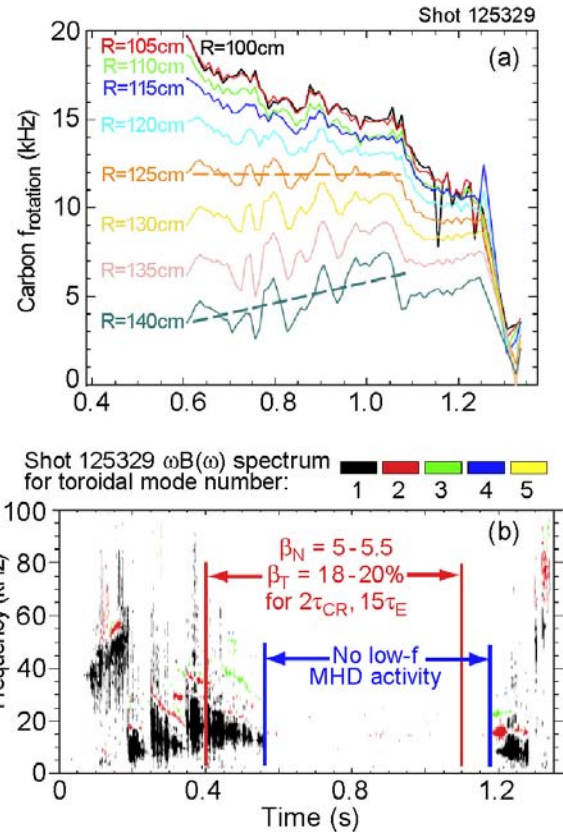 Shot 125329
(a)
20
15
10
5
0
Carbon f_rotation (kHz)
R=105cm
R=100cm
R=110cm
R=115cm
R=120cm
R=125cm
R=130cm
R=135cm
R=140cm
0.4 0.6 0.8 1.0 1.2
Shot 125329 ωB(ω) spectrum
for toroidal mode number:
1 2 3 4 5
(b)
100
80
60
40
20
0
(kHz)
β_N = 5 - 5.5
β_T = 18 - 20%
for 2τ_CR, 15τ_E
No low-f
MHD activity
0 0.4 0.8 1.2
Time (s)